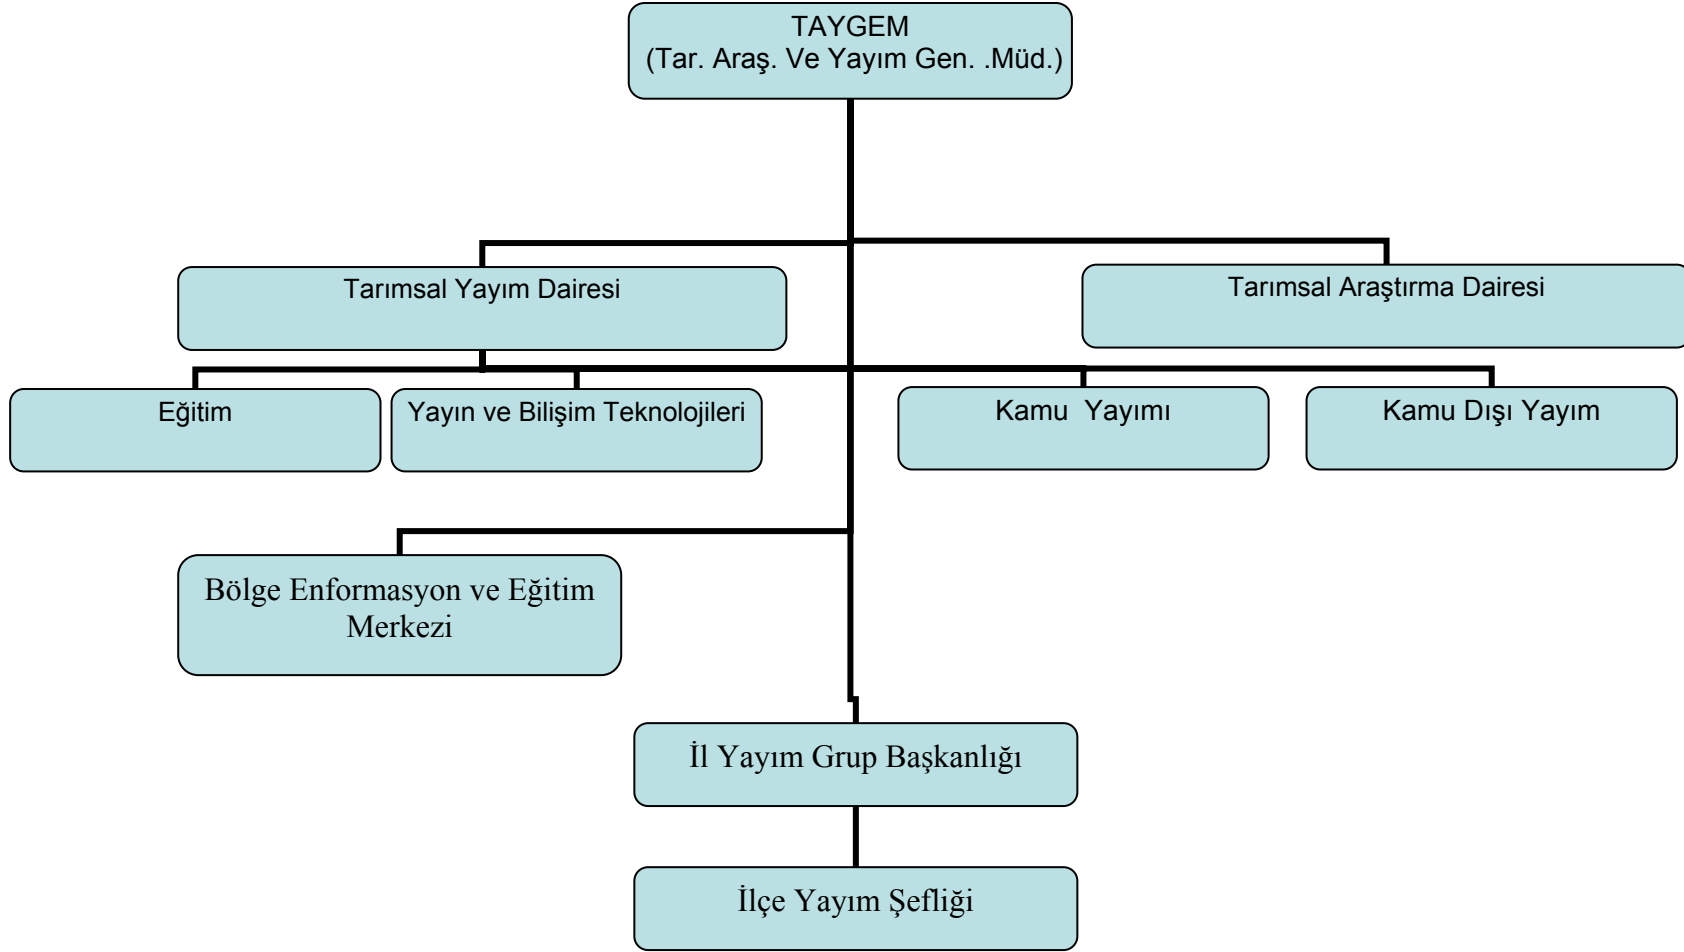 TAYGEM
(Tar. Araş. Ve Yayım Gen. .Müd.)
Tarımsal Yayım Dairesi
Tarımsal Araştırma Dairesi
Eğitim
Yayın ve Bilişim Teknolojileri
Kamu  Yayımı
Kamu Dışı Yayım
Bölge Enformasyon ve Eğitim
Merkezi
İl Yayım Grup Başkanlığı
İlçe Yayım Şefliği